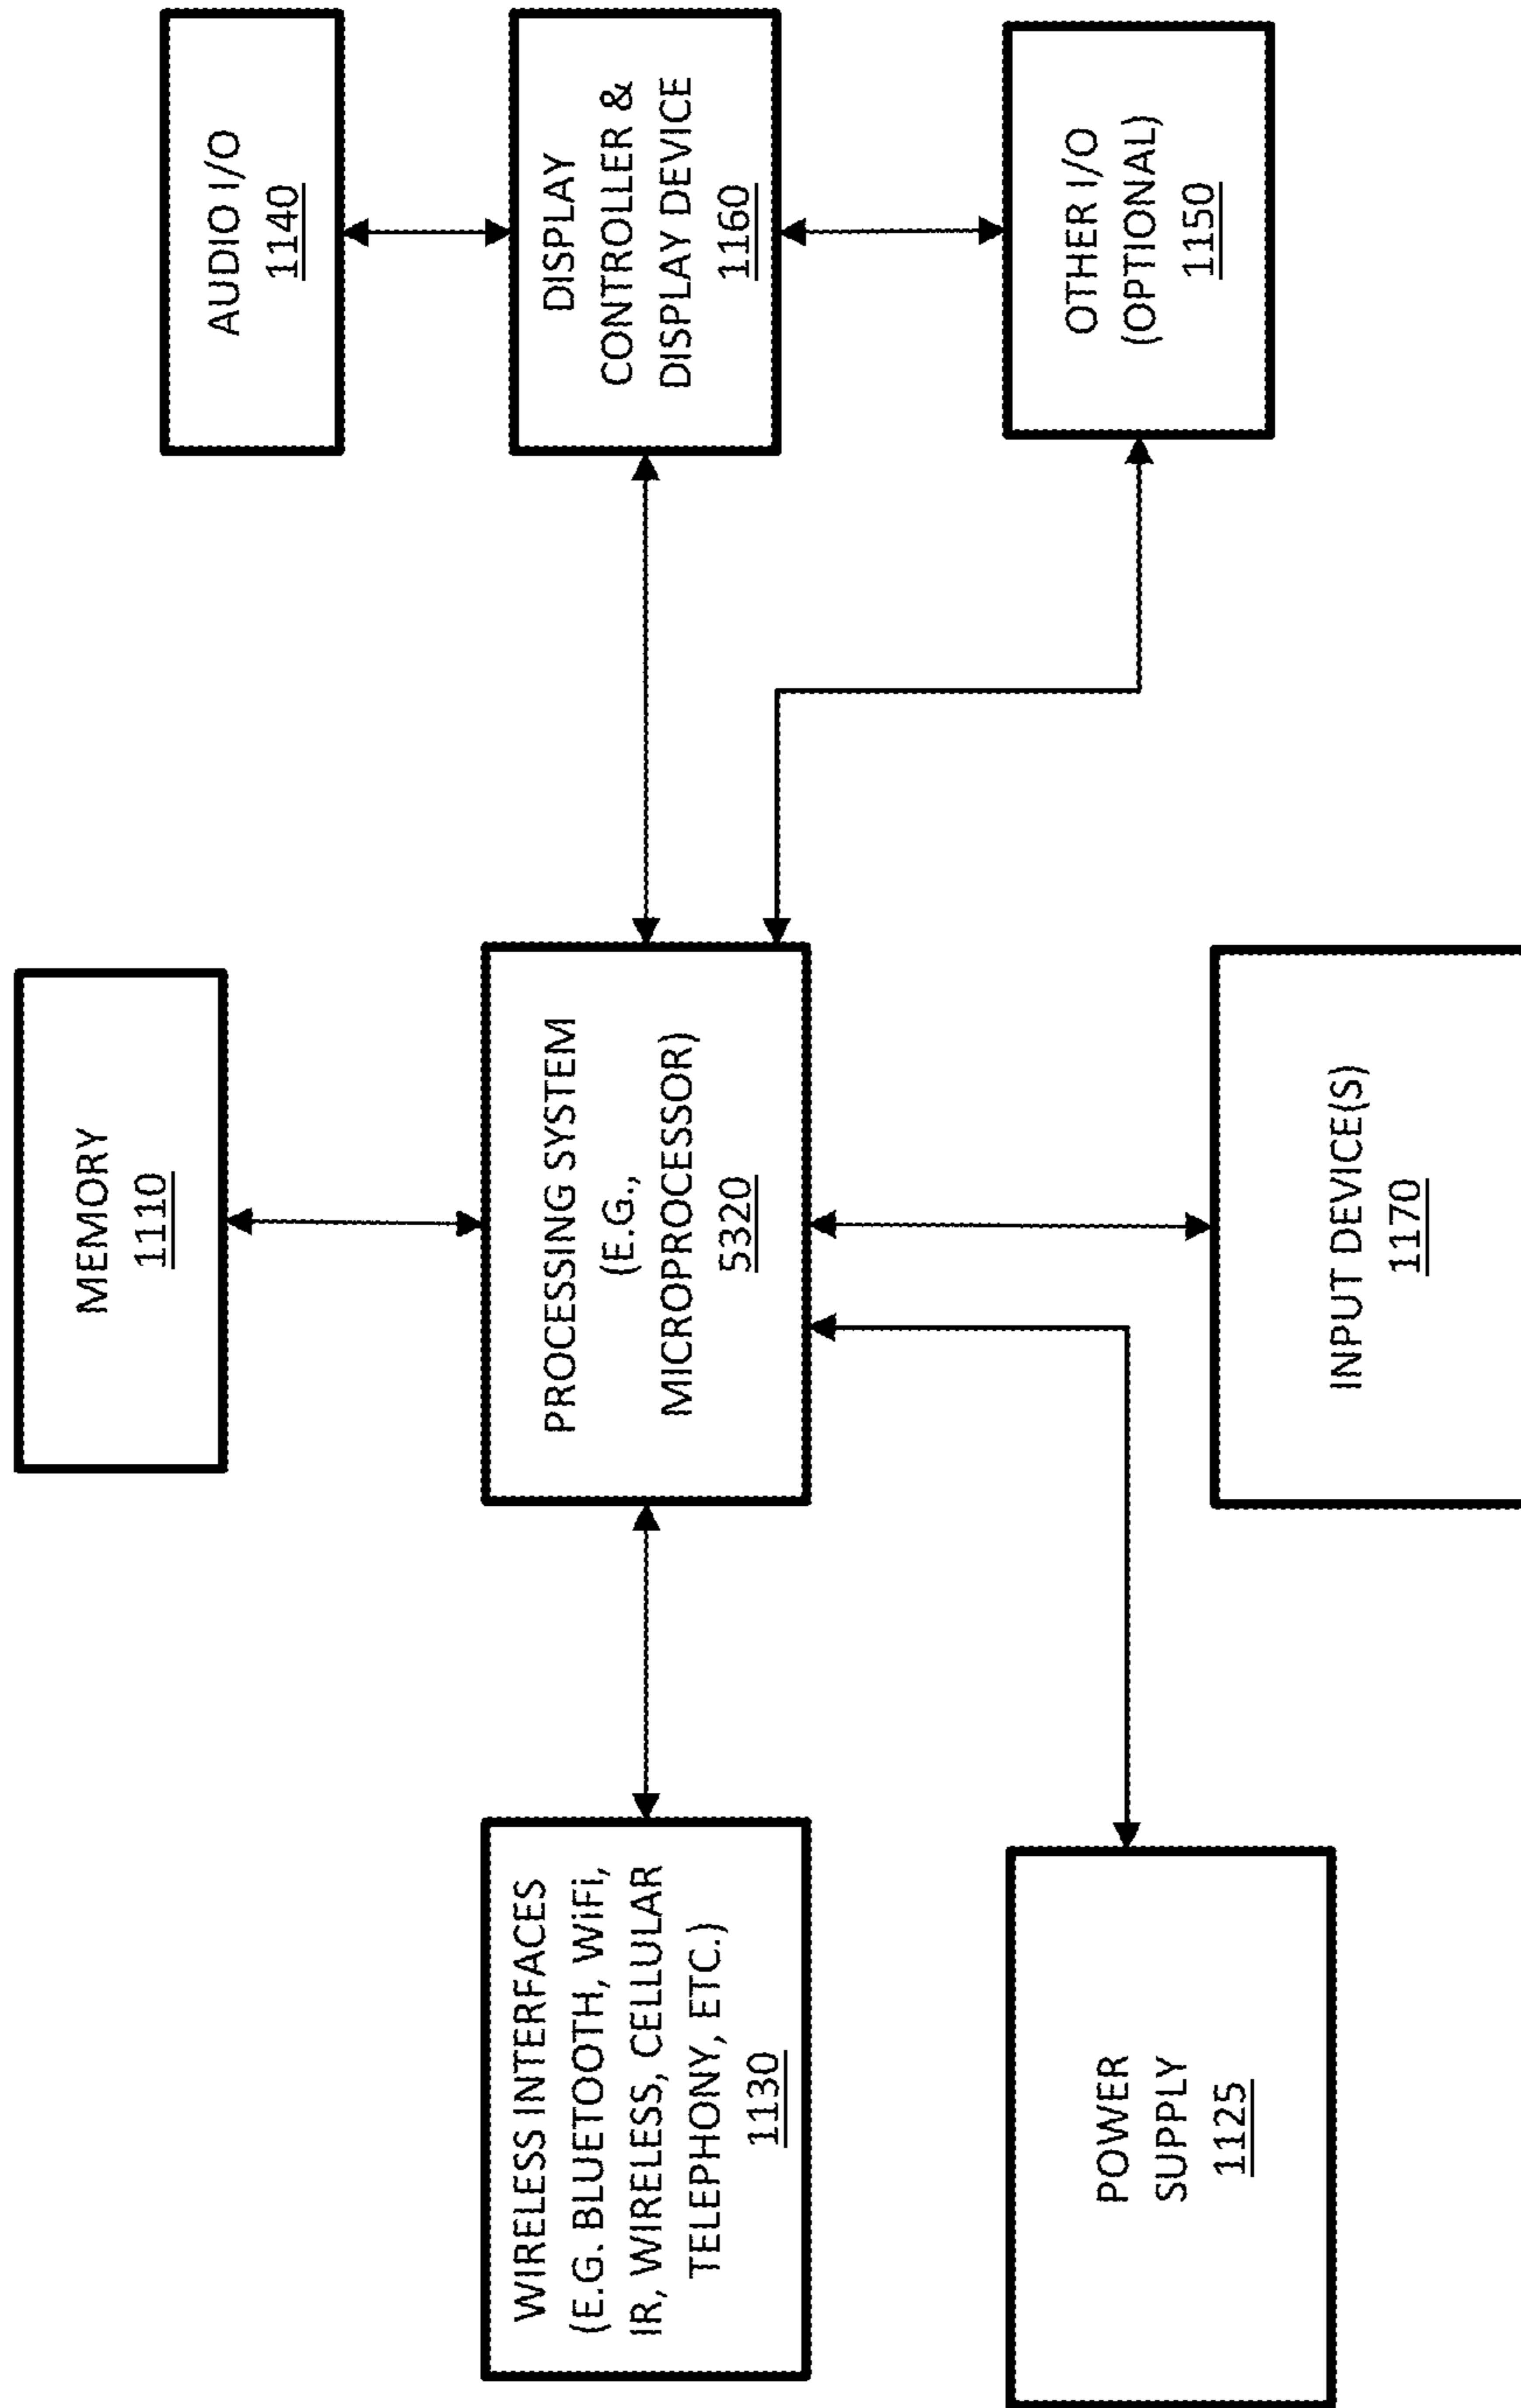 MEMORY
1110
AUDIO I/O
1140
WIRELESS INTERFACES
(E.G. BLUETOOTH, WiFi,
IR, WIRELESS, CELLULAR
TELEPHONY, ETC.)
1130
PROCESSING SYSTEM
(E.G.,
MICROPROCESSOR)
5320
DISPLAY
CONTROLLER &
DISPLAY DEVICE
1160
POWER
SUPPLY
1125
INPUT DEVICE(S)
1170
OTHER I/O
(OPTIONAL)
1150